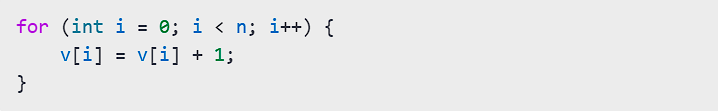 for (int i = 0; i < n; i++) {
    v[i] = v[i] + 1;
}